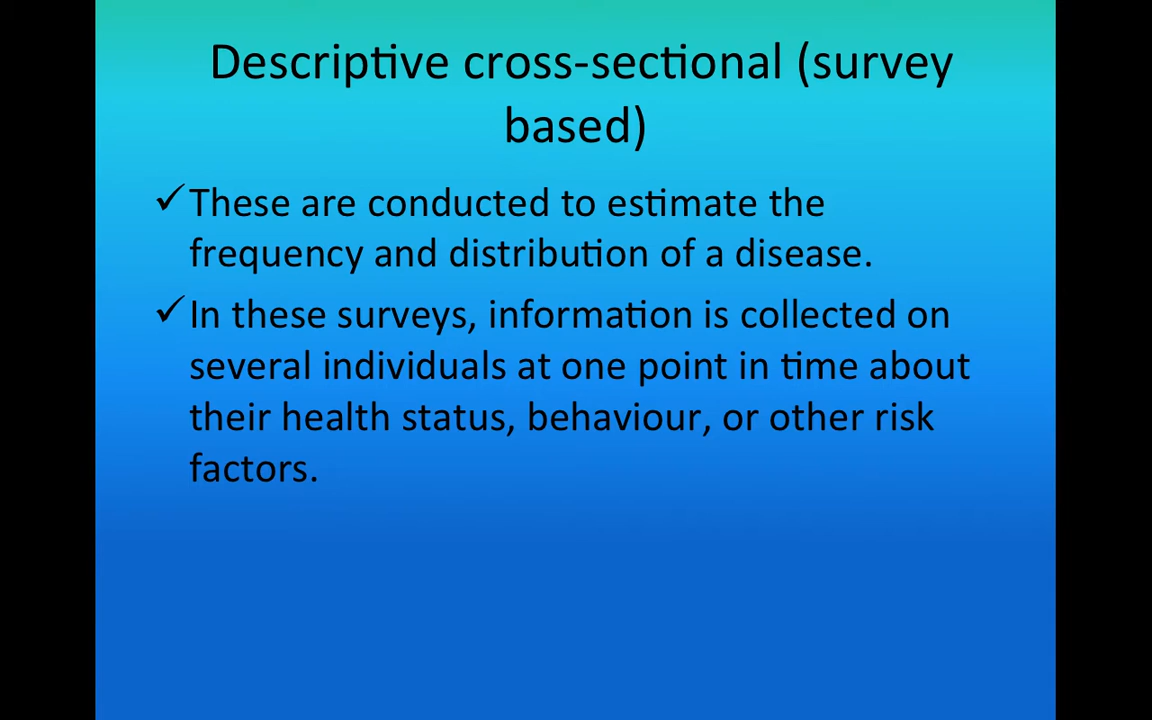 Descriptive cross-sectional (survey
based)
✓These are conducted to estimate the
frequency and distribution of a disease.
✓In these surveys, information is collected on
several individuals at one point in time about
their health status, behaviour, or other risk
factors.